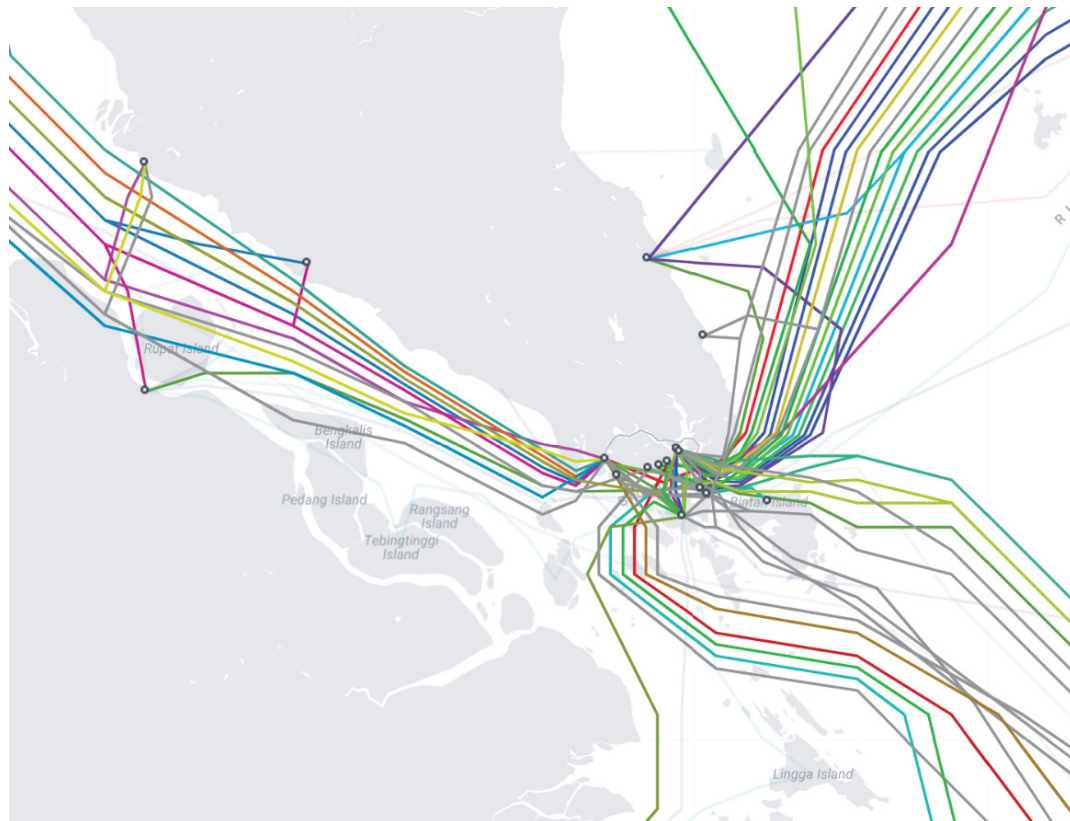 Rupat Island
Bengkalis
Island
Pedang Island
Rangsang
Island
Tebingtinggi
Island
Bintan Island
Lingga Island
R I